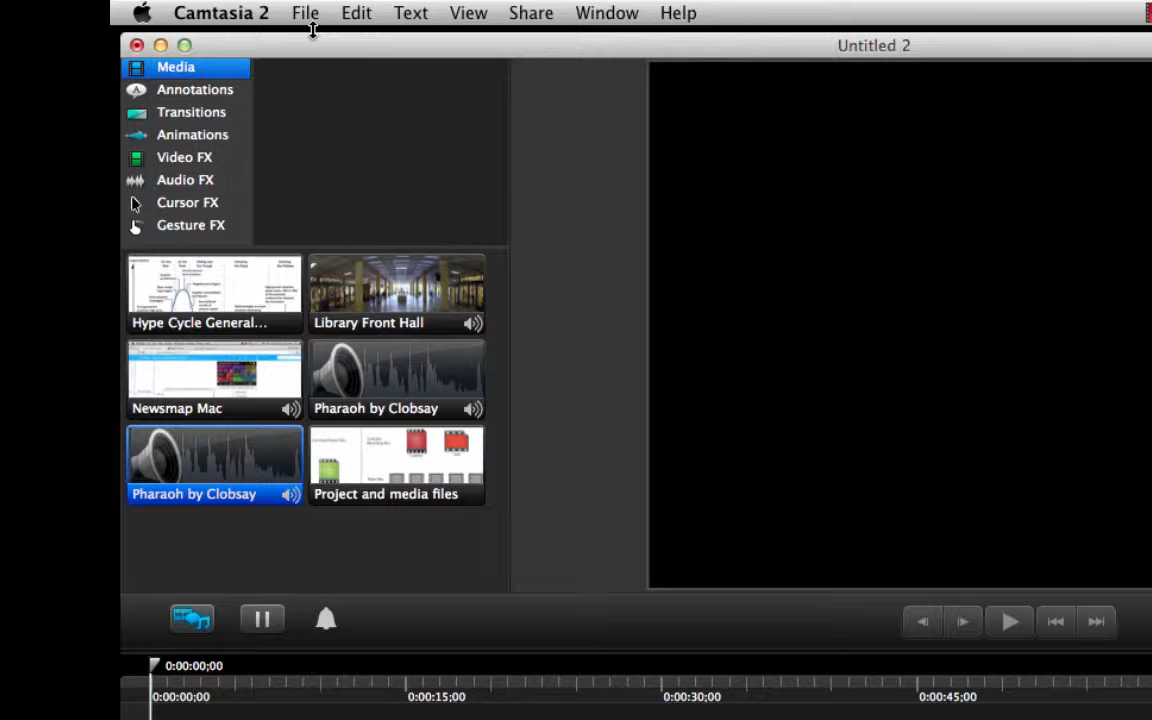 Camtasia 2 File Edit Text View Share Window Help
Untitled 2
Media
Annotations
Transitions
Animations
Video FX
Audio FX
Cursor FX
Gesture FX
Hype Cycle General...
Library Front Hall
Newsmap Mac
Pharaoh by Clobsay
Pharaoh by Clobsay
Project and media files
0:00:00;00
0:00:00;00 0:00:15;00 0:00:30;00 0:00:45;00